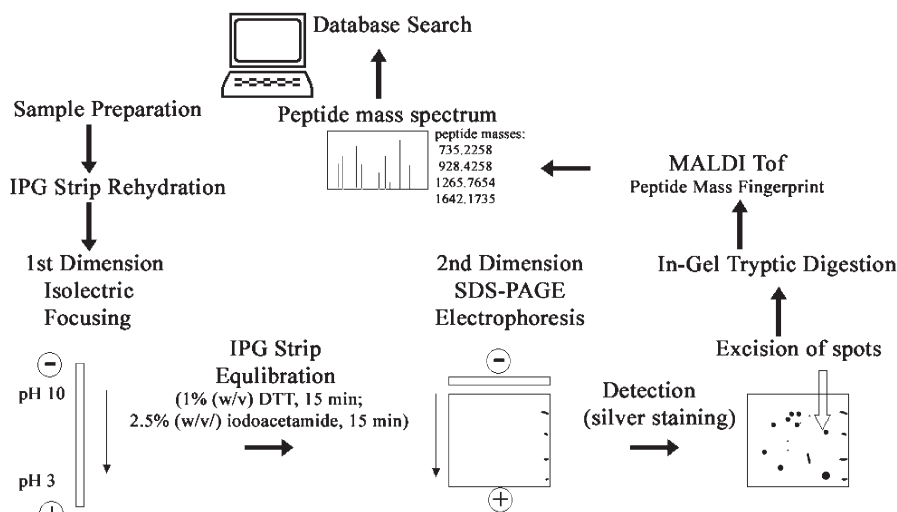 Database Search
Sample Preparation
Peptide mass spectrum
peptide masses:
735.2258
928.4258
1265.7654
1642.1735
MALDI Tof
Peptide Mass Fingerprint
IPG Strip Rehydration
1st Dimension
Isolectric
Focusing
2nd Dimension
SDS-PAGE
Electrophoresis
In-Gel Tryptic Digestion
Excision of spots
IPG Strip
Equlibration
(1% (w/v) DTT, 15 min;
2.5% (w/v/) iodoacetamide, 15 min)
Detection
(silver staining)
−
pH 10
pH 3
+
−
+